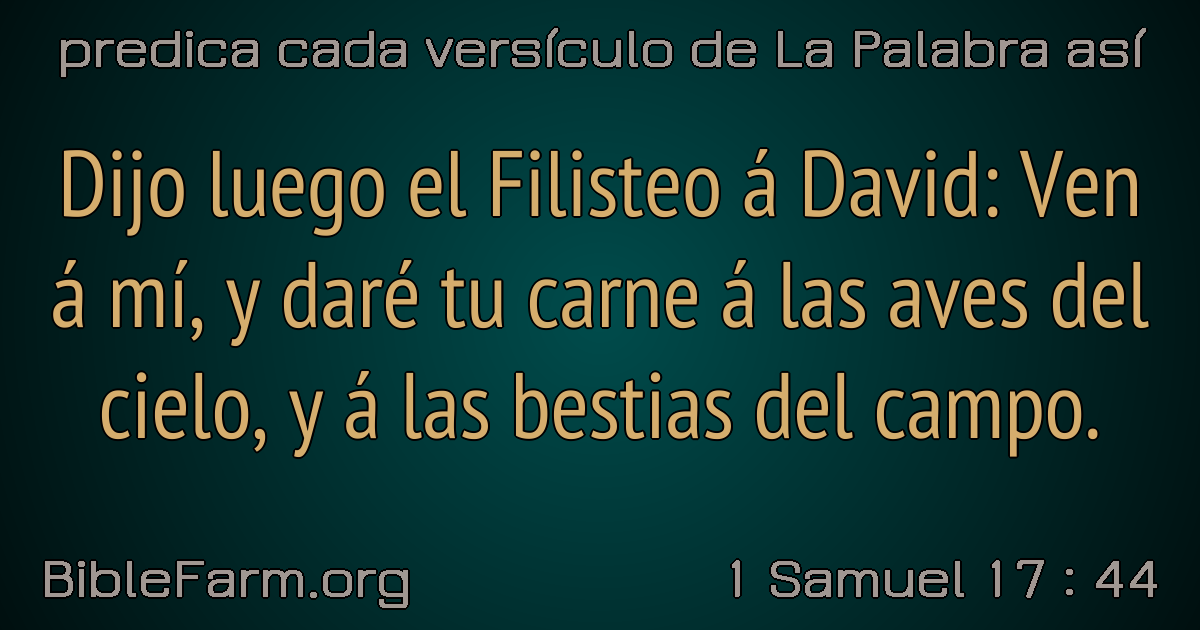 predica cada versículo de La Palabra así
Dijo luego el Filisteo á David: Ven
á mí, y daré tu carne á las aves del
cielo, y á las bestias del campo.
BibleFarm.org
1 Samuel 17 : 44